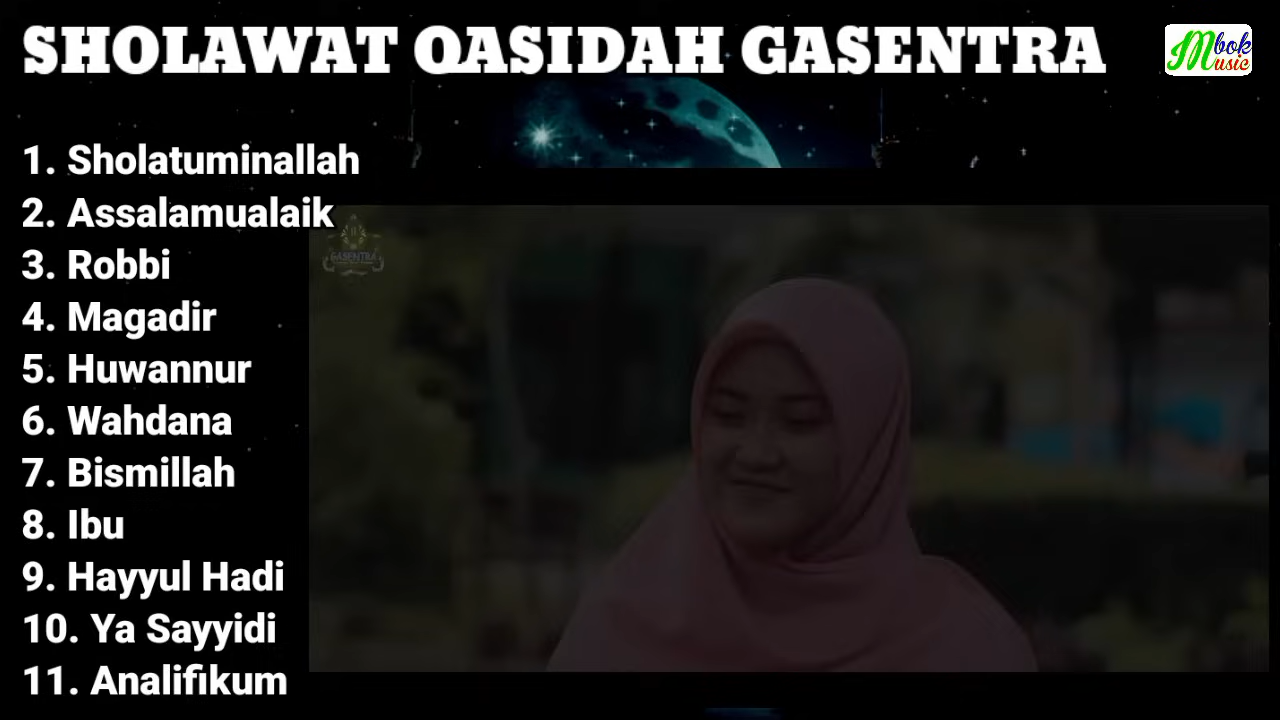 SHOLAWAT QASIDAH GASENTRA
Mbok
Music
1. Sholatuminallah
2. Assalamualaik
3. Robbi
4. Magadir
5. Huwannur
6. Wahdana
7. Bismillah
8. Ibu
9. Hayyul Hadi
10. Ya Sayyidi
11. Analifikum
GASENTRA